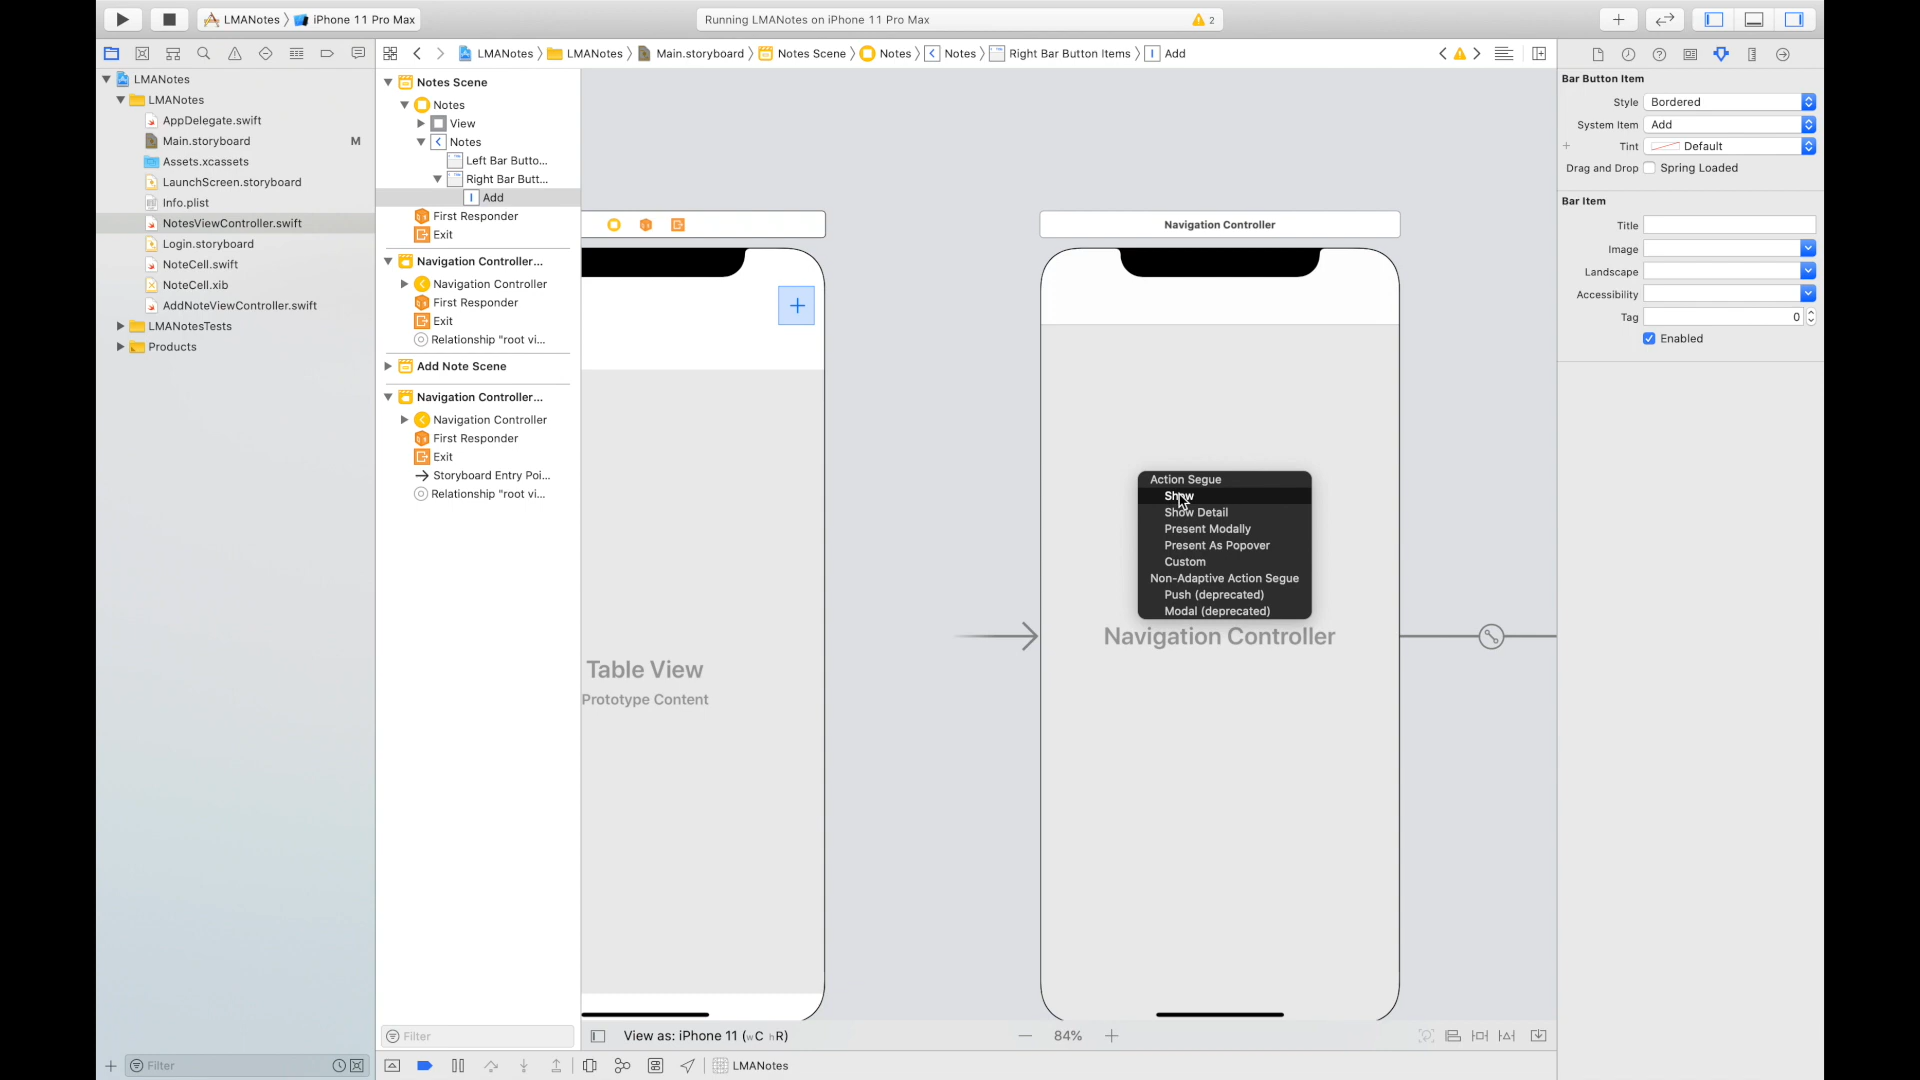 LMANotes iPhone 11 Pro Max
Running LMANotes on iPhone 11 Pro Max
2
LMANotes
LMANotes
AppDelegate.swift
Main.storyboard M
Assets.xcassets
LaunchScreen.storyboard
Info.plist
NotesViewController.swift
Login.storyboard
NoteCell.swift
NoteCell.xib
AddNoteViewController.swift
LMANotesTests
Products
Filter
LMANotes LMANotes Main.storyboard Notes Scene Notes Notes Right Bar Button Items Add
Notes Scene
Notes
View
Notes
Left Bar Butto...
Right Bar Butt...
Add
First Responder
Exit
Navigation Controller...
Navigation Controller
First Responder
Exit
Relationship "root vi...
Add Note Scene
Navigation Controller...
Navigation Controller
First Responder
Exit
Storyboard Entry Poi...
Relationship "root vi...
Filter
Table View
Prototype Content
Navigation Controller
Action Segue
Show
Show Detail
Present Modally
Present As Popover
Custom
Non-Adaptive Action Segue
Push (deprecated)
Modal (deprecated)
Navigation Controller
View as: iPhone 11 (wC hR)
84%
LMANotes
Bar Button Item
Style Bordered
System Item Add
Tint Default
Drag and Drop Spring Loaded
Bar Item
Title
Image
Landscape
Accessibility
Tag 0
Enabled